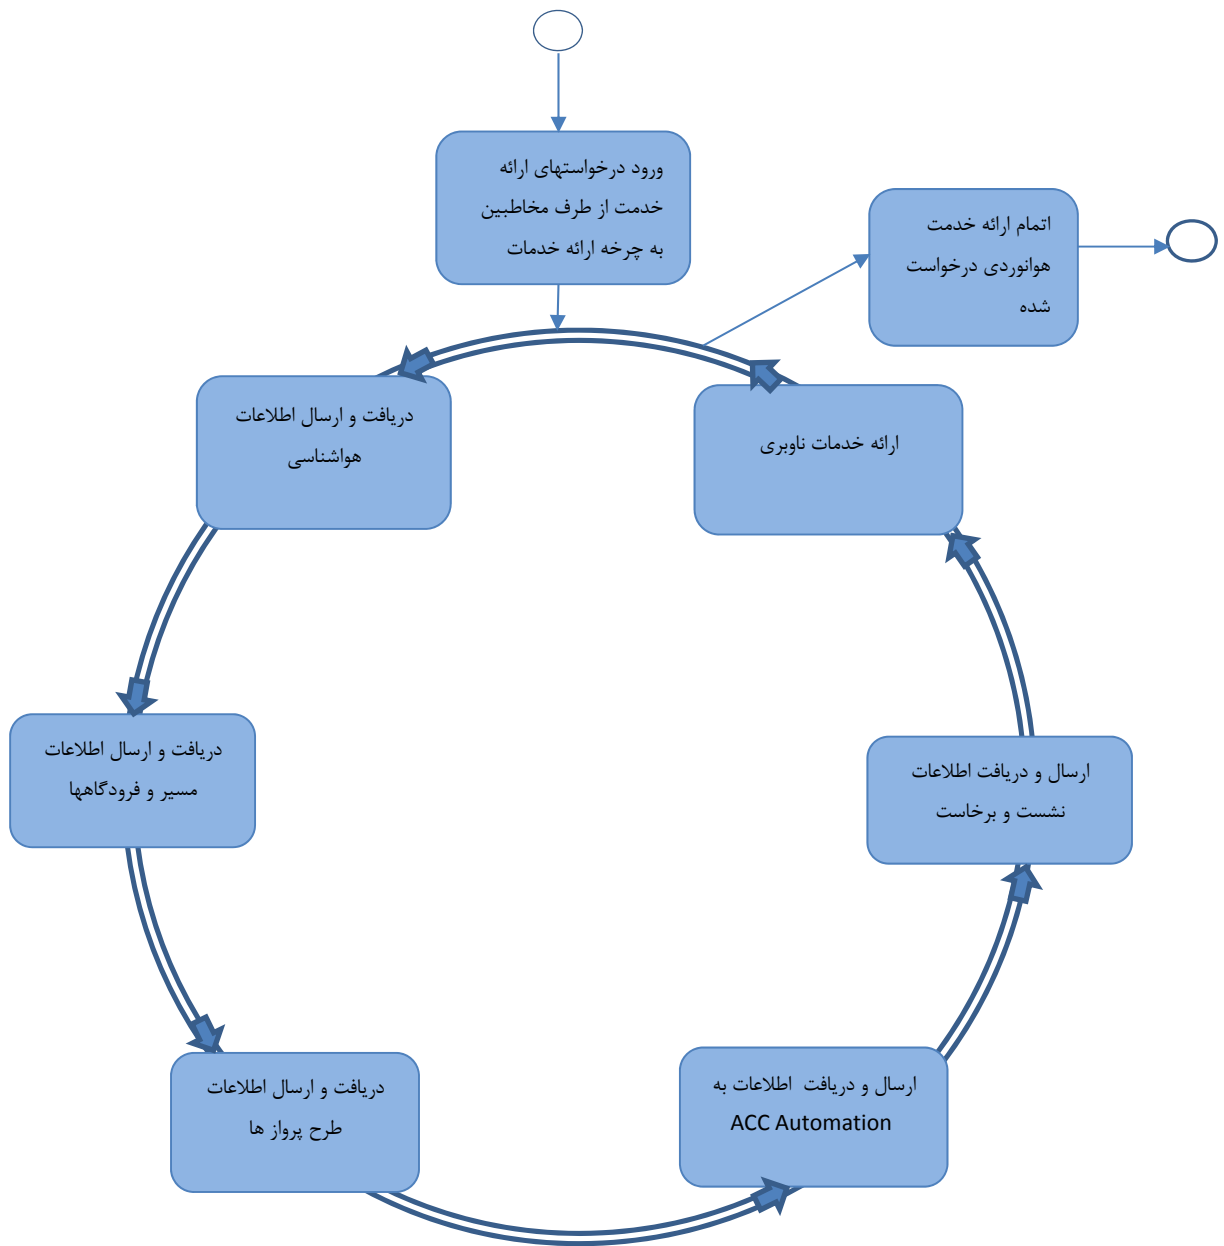 ورود درخواستهای ارائه
خدمت از طرف مخاطبین
به چرخه ارائه خدمات
اتمام ارائه خدمت
هوانوردی درخواست
شده
دریافت و ارسال اطلاعات
هواشناسی
ارائه خدمات ناوبری
دریافت و ارسال اطلاعات
مسیر و فرودگاهها
ارسال و دریافت اطلاعات
نشست و برخاست
دریافت و ارسال اطلاعات
طرح پرواز ها
ارسال و دریافت اطلاعات به
ACC Automation